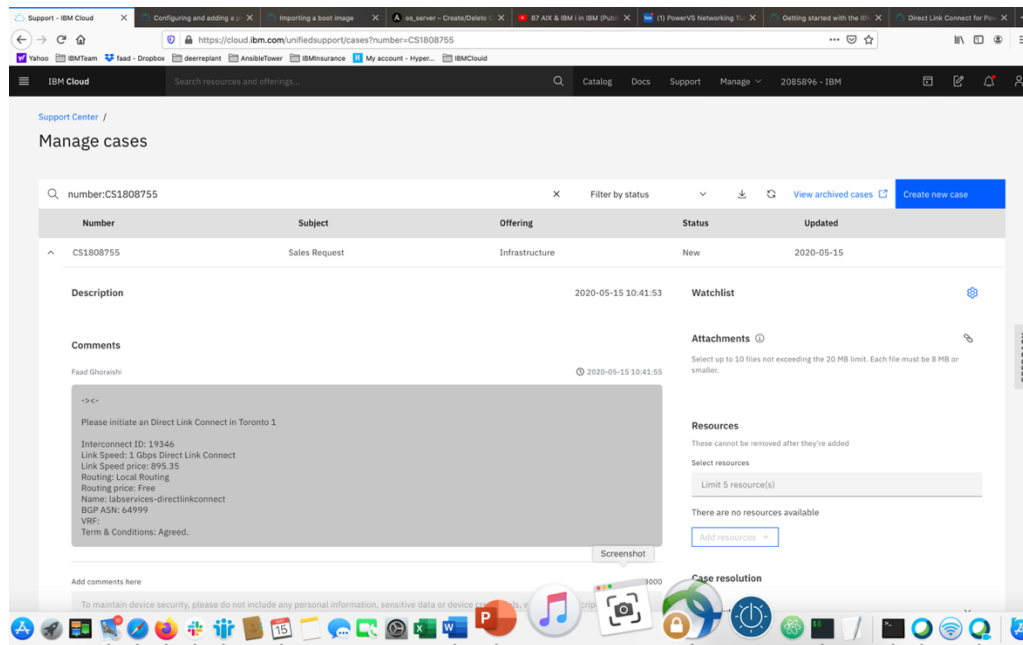 Support - IBM Cloud
Configuring and adding a pr
Importing a boot image
os_server – Create/Delete C
87 AIX & IBM i in IBM (Publi
(1) PowerVS Networking Tu
Getting started with the IBM
Direct Link Connect for Pow
https://cloud.ibm.com/unifiedsupport/cases?number=CS1808755
Yahoo
IBMTeam
faad - Dropbox
deerreplant
AnsibleTower
IBMInsurance
My account - Hyper...
IBMClouid
IBM Cloud
Search resources and offerings...
Catalog
Docs
Support
Manage
2085896 - IBM
Support Center /
Manage cases
number:CS1808755
Filter by status
View archived cases
Create new case
Number
Subject
Offering
Status
Updated
CS1808755
Sales Request
Infrastructure
New
2020-05-15
Description
2020-05-15 10:41:53
Watchlist
Comments
Attachments
Select up to 10 files not exceeding the 20 MB limit. Each file must be 8 MB or
smaller.
Faad Ghoraishi
2020-05-15 10:41:55
-><-
Please initiate an Direct Link Connect in Toronto 1
Interconnect ID: 19346
Link Speed: 1 Gbps Direct Link Connect
Link Speed price: 895.35
Routing: Local Routing
Routing price: Free
Name: labservices-directlinkconnect
BGP ASN: 64999
VRF:
Term & Conditions: Agreed.
Resources
These cannot be removed after they're added
Select resources
Limit 5 resource(s)
There are no resources available
Add resources +
Screenshot
Add comments here
Case resolution
To maintain device security, please do not include any personal information, sensitive data or device
15